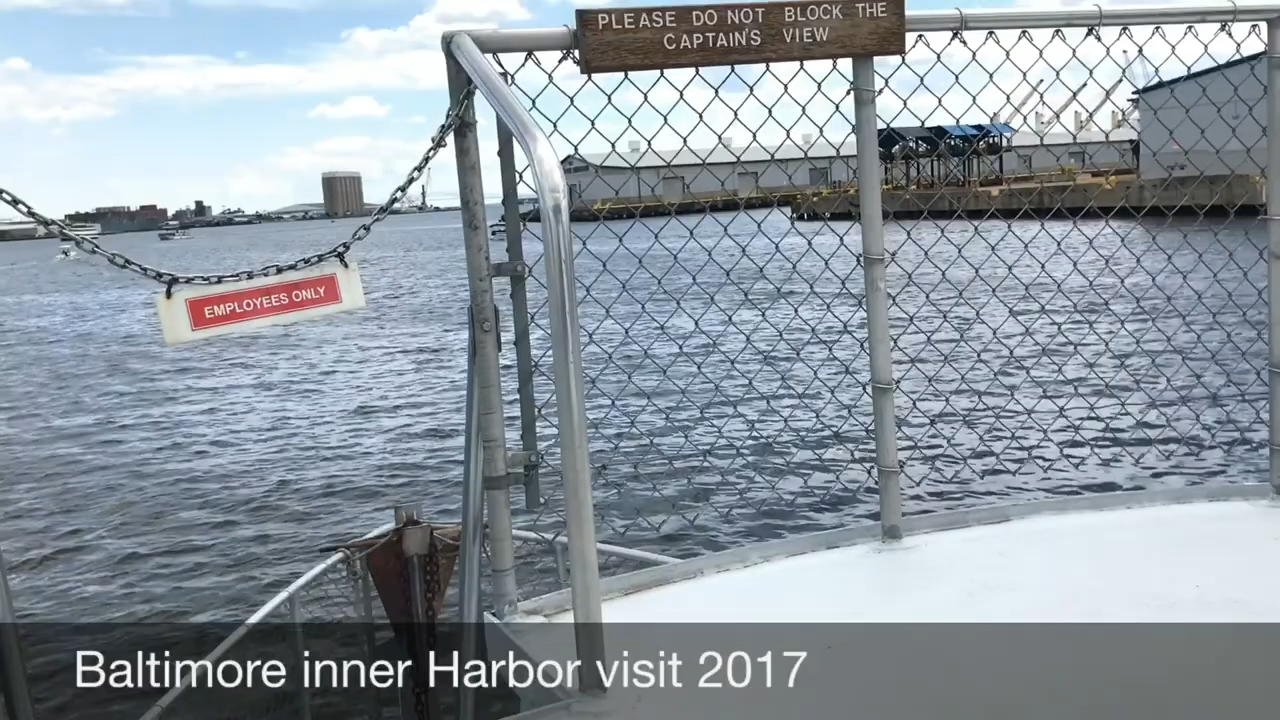 PLEASE DO NOT BLOCK THE
CAPTAIN'S VIEW
EMPLOYEES ONLY
Baltimore inner Harbor visit 2017